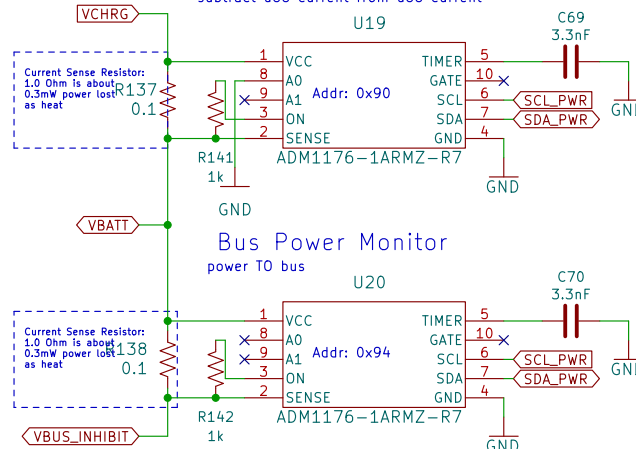 subtract dac current from dac current
VCHRG
U19
C69
3.3nF
Current Sense Resistor:
1.0 Ohm is about
0.3mW power lost
as heat
R137
0.1
1
8
9
3
2
VCC
A0
A1
ON
SENSE
Addr: 0x90
TIMER
GATE
SCL
SDA
GND
5
10
6
7
4
SCL_PWR
SDA_PWR
GND
R141
1k
ADM1176-1ARMZ-R7
GND
GND
VBATT
Bus Power Monitor
power TO bus
U20
C70
3.3nF
Current Sense Resistor:
1.0 Ohm is about
0.3mW power lost
as heat
R138
0.1
1
8
9
3
2
VCC
A0
A1
ON
SENSE
Addr: 0x94
TIMER
GATE
SCL
SDA
GND
5
10
6
7
4
SCL_PWR
SDA_PWR
GND
R142
1k
ADM1176-1ARMZ-R7
VBUS_INHIBIT
GND